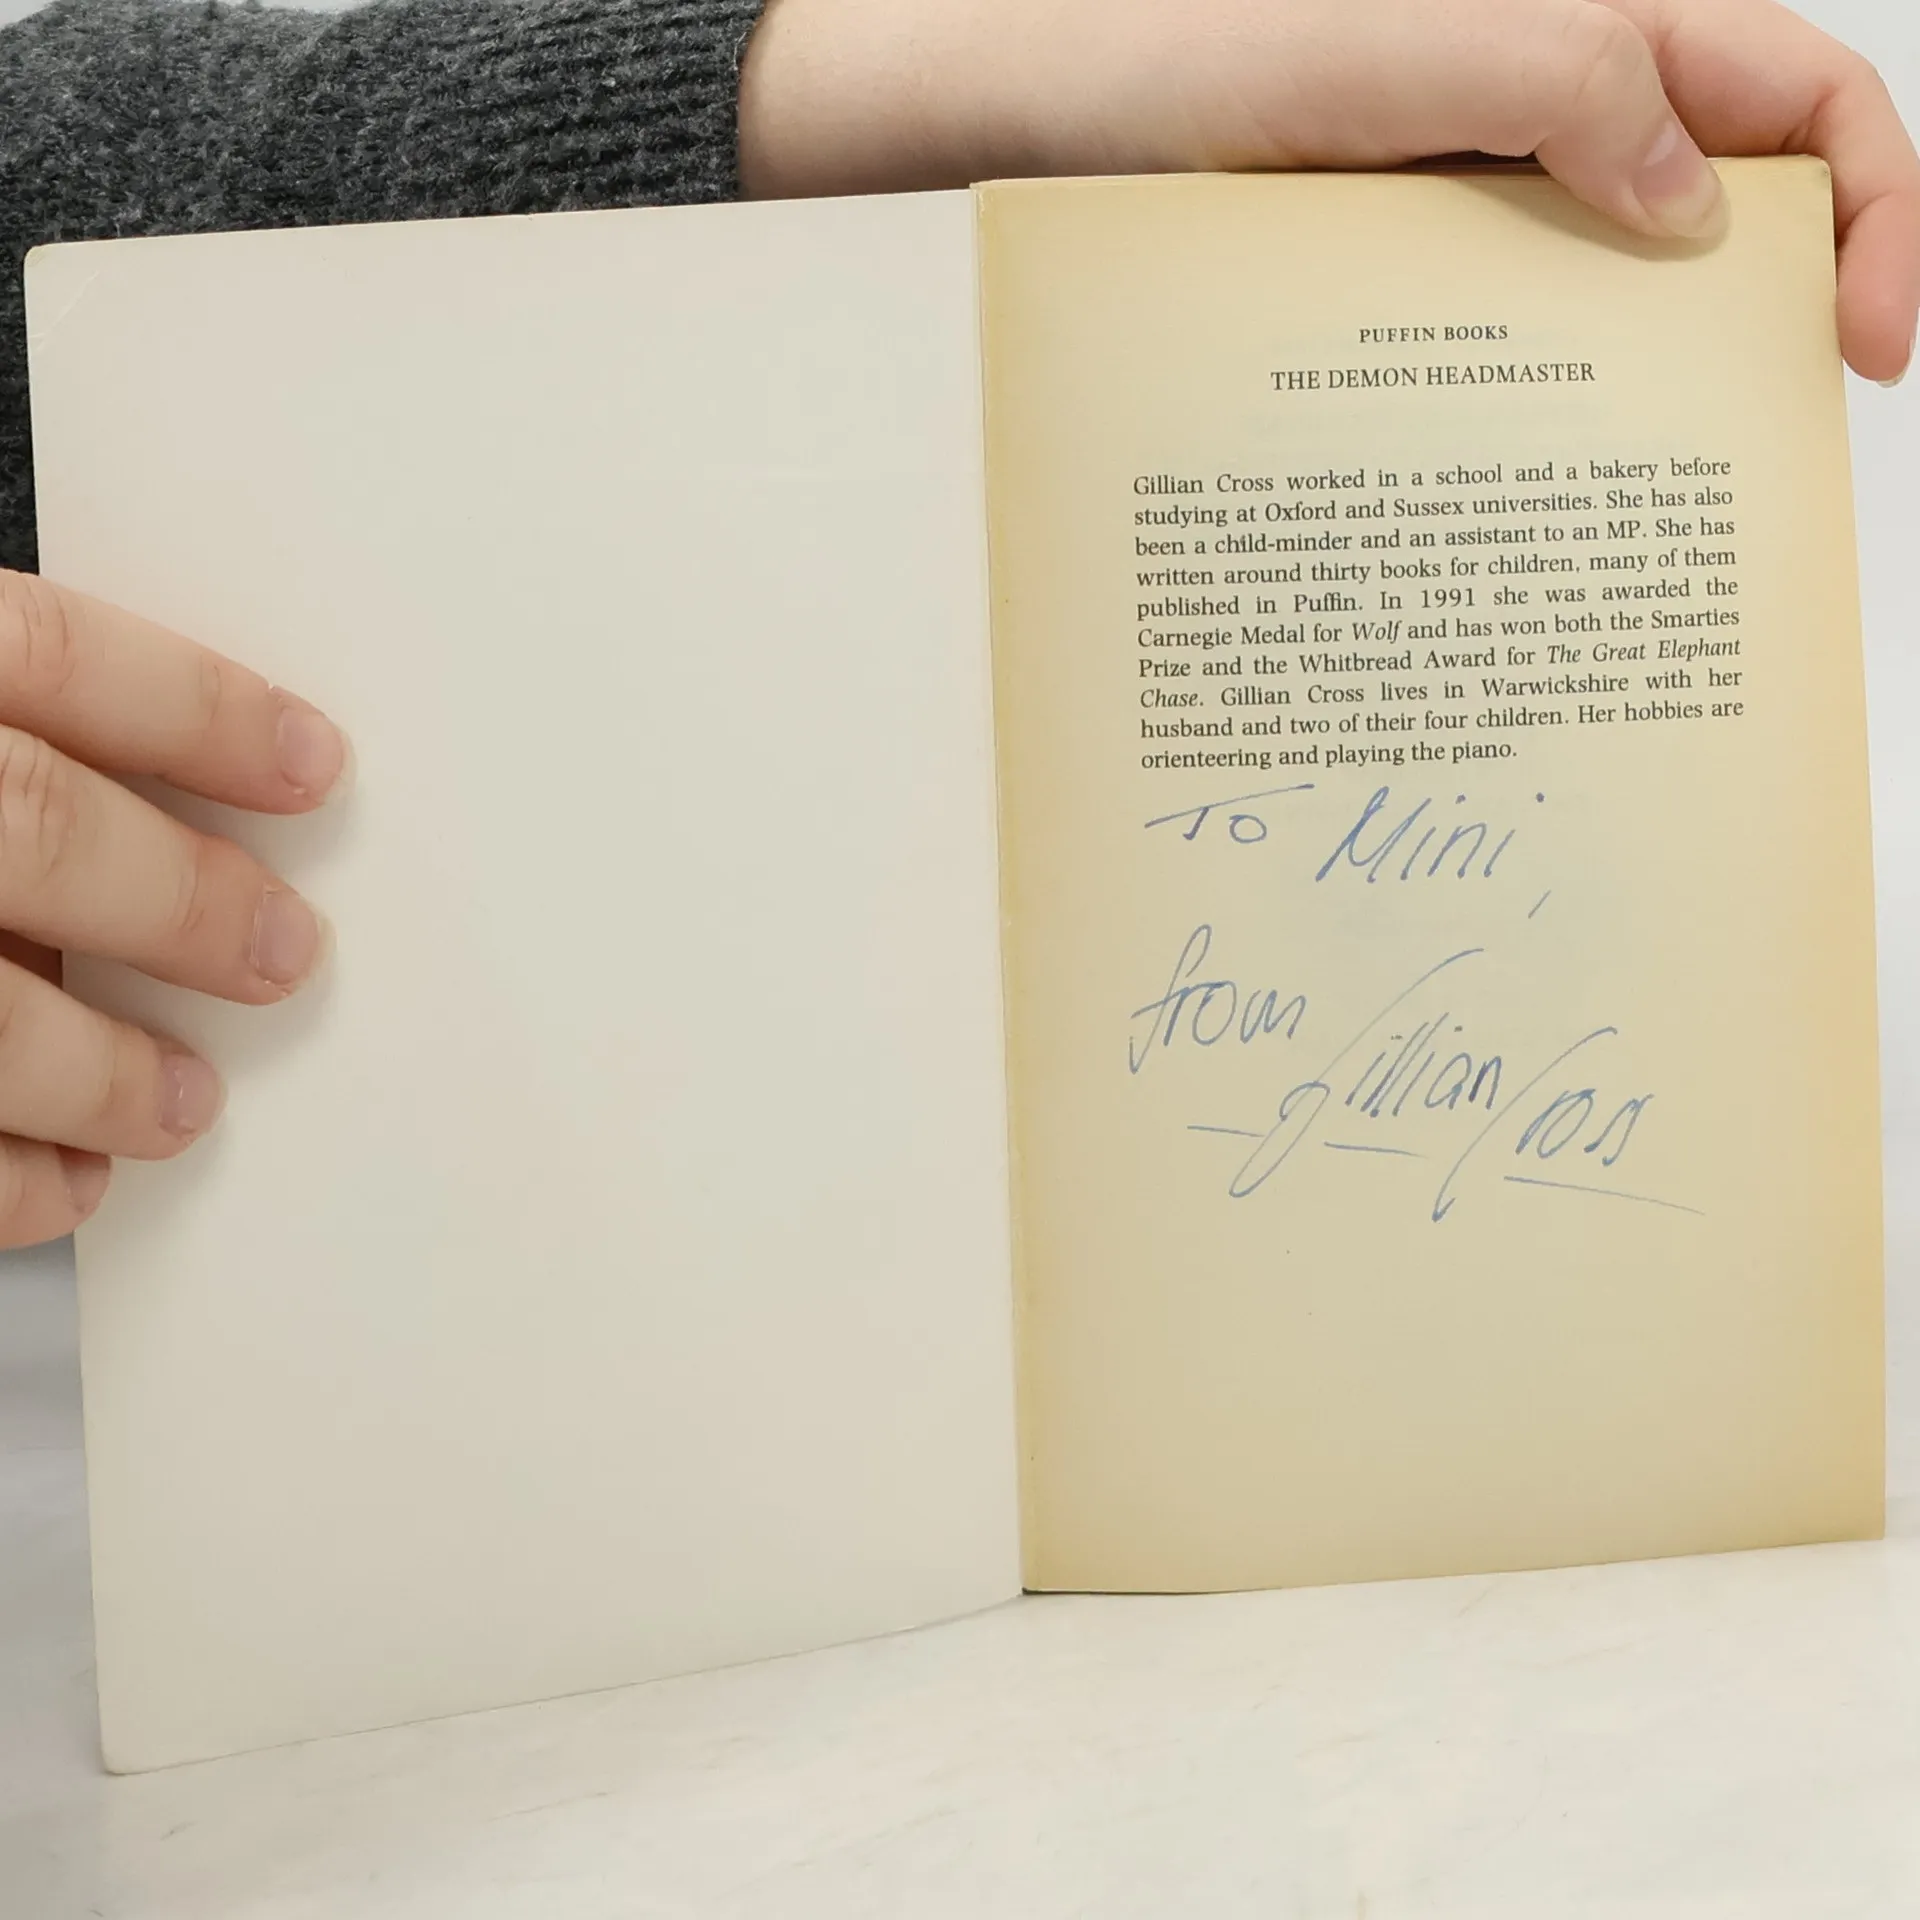 PUFFIN BOOKS
THE DEMON HEADMASTER
Gillian Cross worked in a school and a bakery before
studying at Oxford and Sussex universities. She has also
been a child-minder and an assistant to an MP. She has
written around thirty books for children, many of them
published in Puffin. In 1991 she was awarded the
Carnegie Medal for Wolf and has won both the Smarties
Prize and the Whitbread Award for The Great Elephant
Chase. Gillian Cross lives in Warwickshire with her
husband and two of their four children. Her hobbies are
orienteering and playing the piano.
To Mini,
from
Gillian Cross